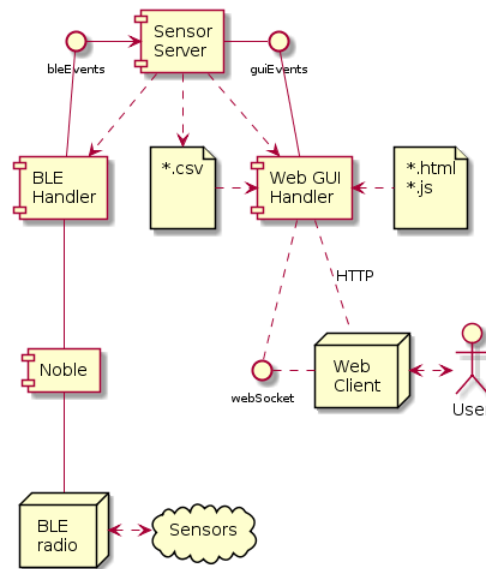 Sensor
Server
bleEvents
guiEvents
BLE
Handler
*.csv
Web GUI
Handler
*.html
*.js
HTTP
Noble
webSocket
Web
Client
User
BLE
radio
Sensors